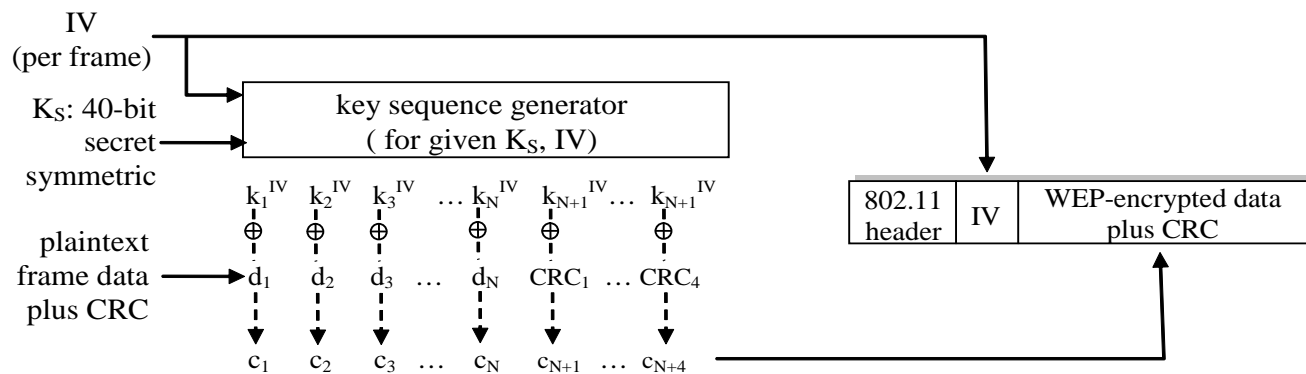 IV
(per frame)
K_S: 40-bit
secret
symmetric
key sequence generator
( for given K_S, IV)
k_1^IV k_2^IV k_3^IV … k_N^IV k_N+1^IV … k_N+1^IV
plaintext
frame data
plus CRC
d_1 d_2 d_3 … d_N CRC_1 … CRC_4
c_1 c_2 c_3 … c_N c_N+1 … c_N+4
802.11
header
IV
WEP-encrypted data
plus CRC